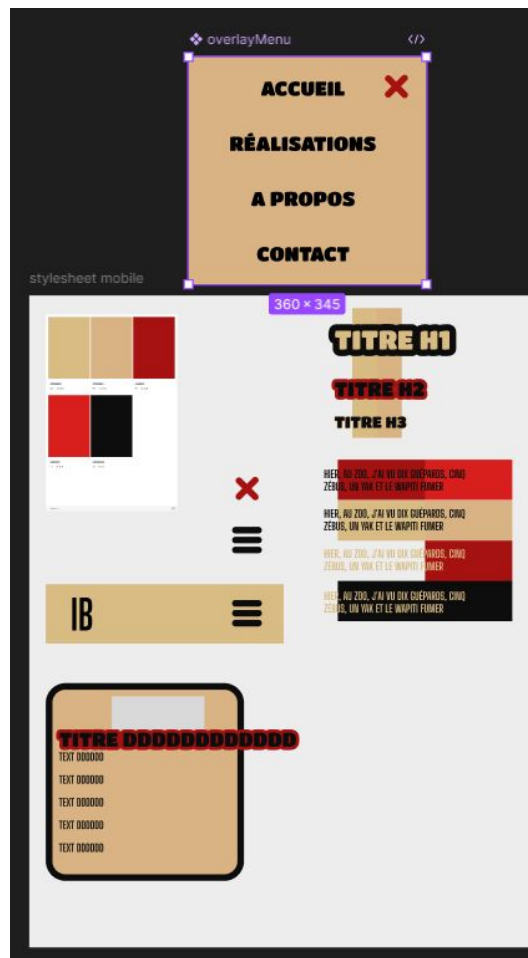 overlayMenu
</>
ACCUEIL
RÉALISATIONS
A PROPOS
CONTACT
stylesheet mobile
360 × 345
TITRE H1
TITRE H2
TITRE H3
HIER, AU ZOO, J'AI VU DIX GUÉPARDS, CINQ
ZÉBUS, UN YAK ET LE WAPITI FUMER
HIER, AU ZOO, J'AI VU DIX GUÉPARDS, CINQ
ZÉBUS, UN YAK ET LE WAPITI FUMER
HIER, AU ZOO, J'AI VU DIX GUÉPARDS, CINQ
ZÉBUS, UN YAK ET LE WAPITI FUMER
HIER, AU ZOO, J'AI VU DIX GUÉPARDS, CINQ
ZÉBUS, UN YAK ET LE WAPITI FUMER
IB
TITRE DDDDDDDDDDDD
TEXT DDDDDD
TEXT DDDDDD
TEXT DDDDDD
TEXT DDDDDD
TEXT DDDDDD